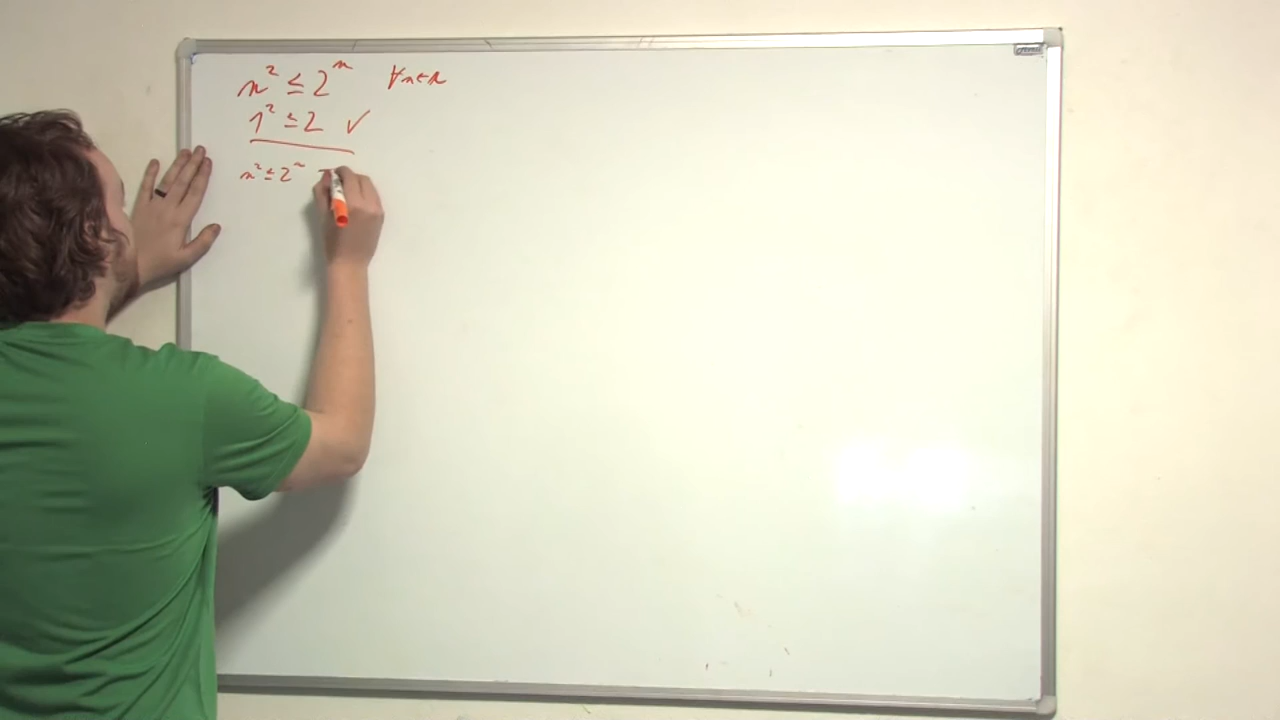 n² ≤ 2ⁿ ∀n∈ℕ
1² ≤ 2 ✓
n² ≤ 2ⁿ